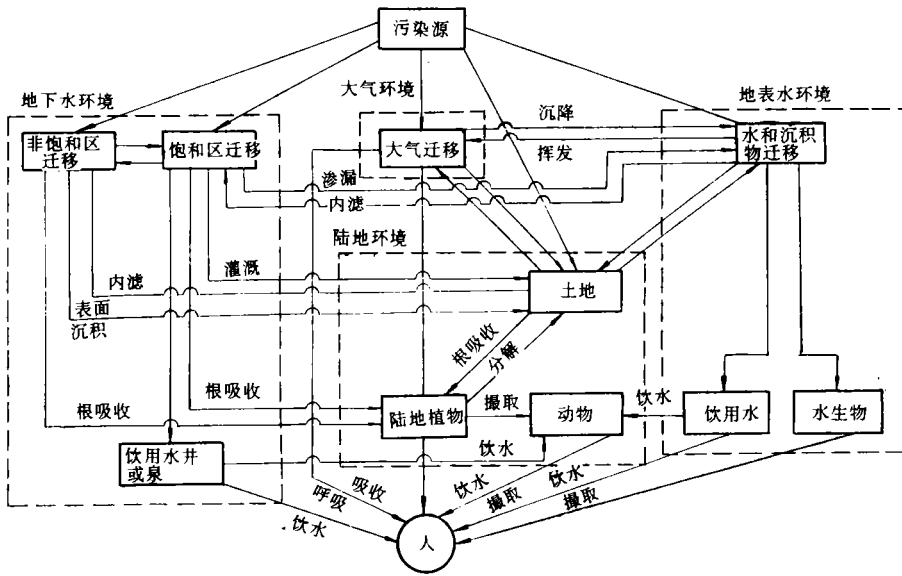 污染源
大气环境
地下水环境
地表水环境
非饱和区
迁移
饱和区迁移
大气迁移
沉降
挥发
水和沉积
物迁移
渗漏
内滤
陆地环境
灌溉
内滤
土地
表面
沉积
根吸收
分解
根吸收
根吸收
陆地植物
撮取
动物
饮水
饮用水
水生物
饮用水井
或泉
饮水
吸收
呼吸
饮水
撮取
饮水
撮取
饮水
人